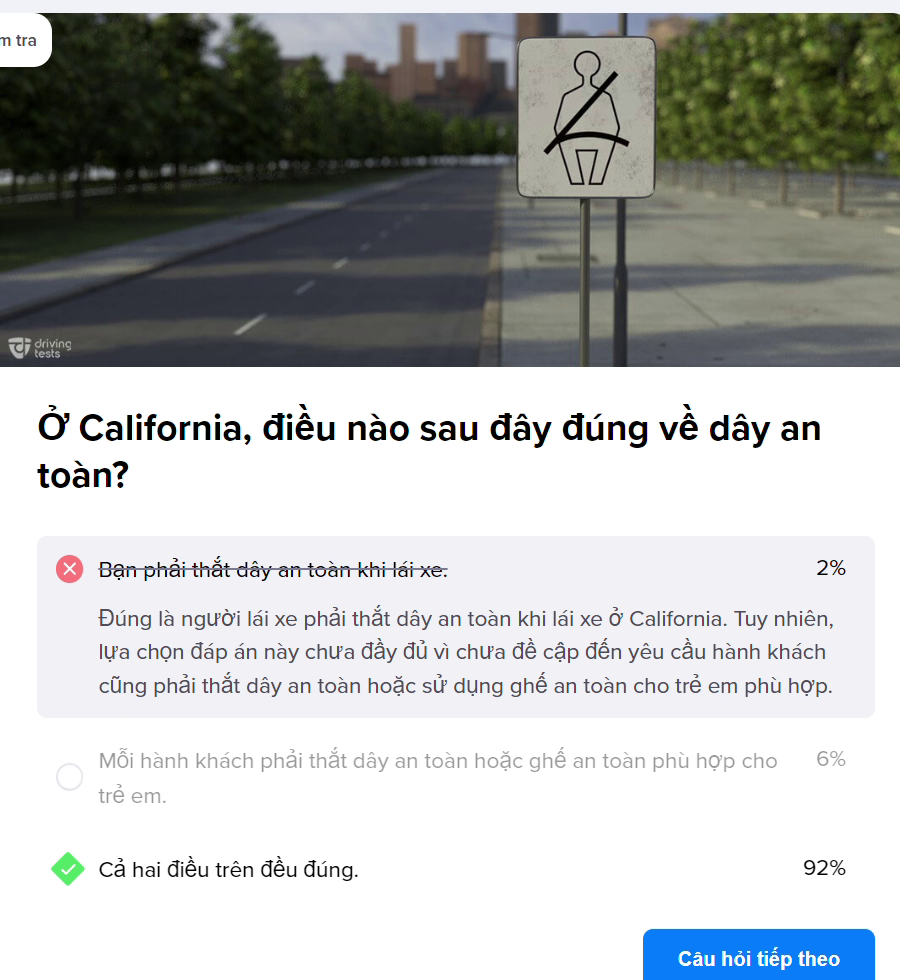 m tra
driving
tests
Ở California, điều nào sau đây đúng về dây an
toàn?
Bạn phải thắt dây an toàn khi lái xe.
2%
Đúng là người lái xe phải thắt dây an toàn khi lái xe ở California. Tuy nhiên,
lựa chọn đáp án này chưa đầy đủ vì chưa đề cập đến yêu cầu hành khách
cũng phải thắt dây an toàn hoặc sử dụng ghế an toàn cho trẻ em phù hợp.
Mỗi hành khách phải thắt dây an toàn hoặc ghế an toàn phù hợp cho
6%
trẻ em.
Cả hai điều trên đều đúng.
92%
Câu hỏi tiếp theo